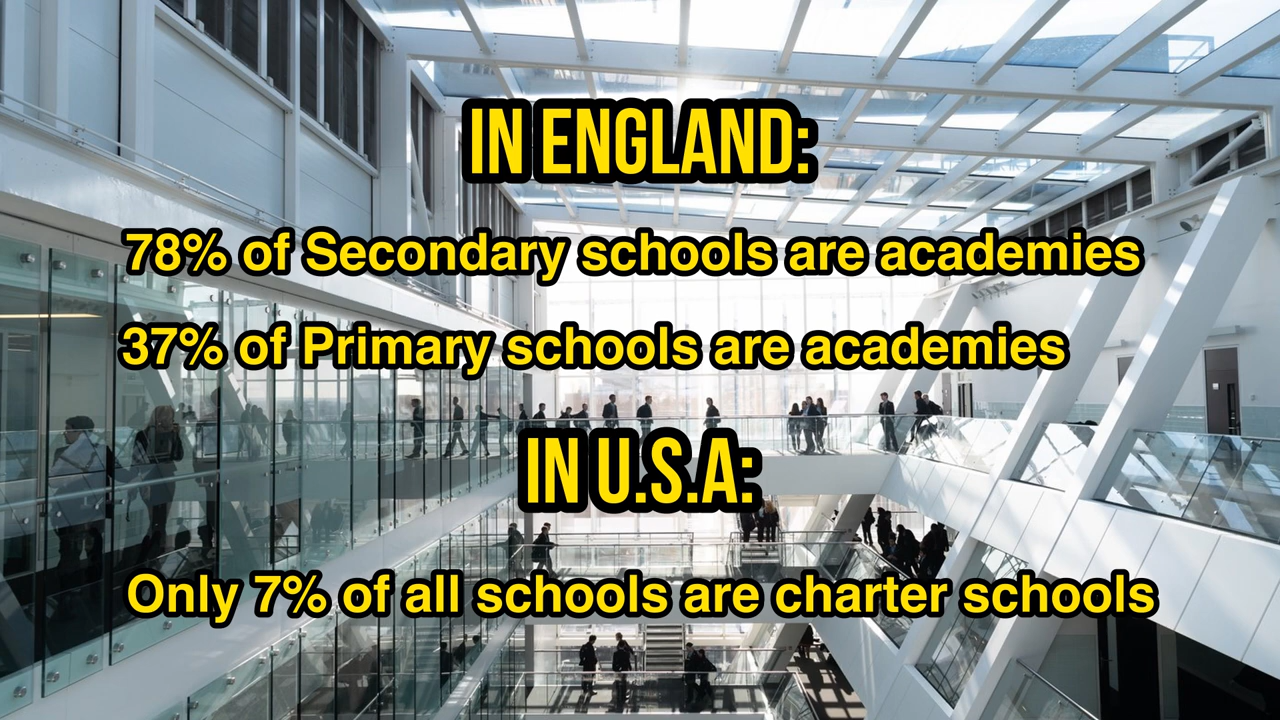 IN ENGLAND:
78% of Secondary schools are academies
37% of Primary schools are academies
IN U.S.A:
Only 7% of all schools are charter schools